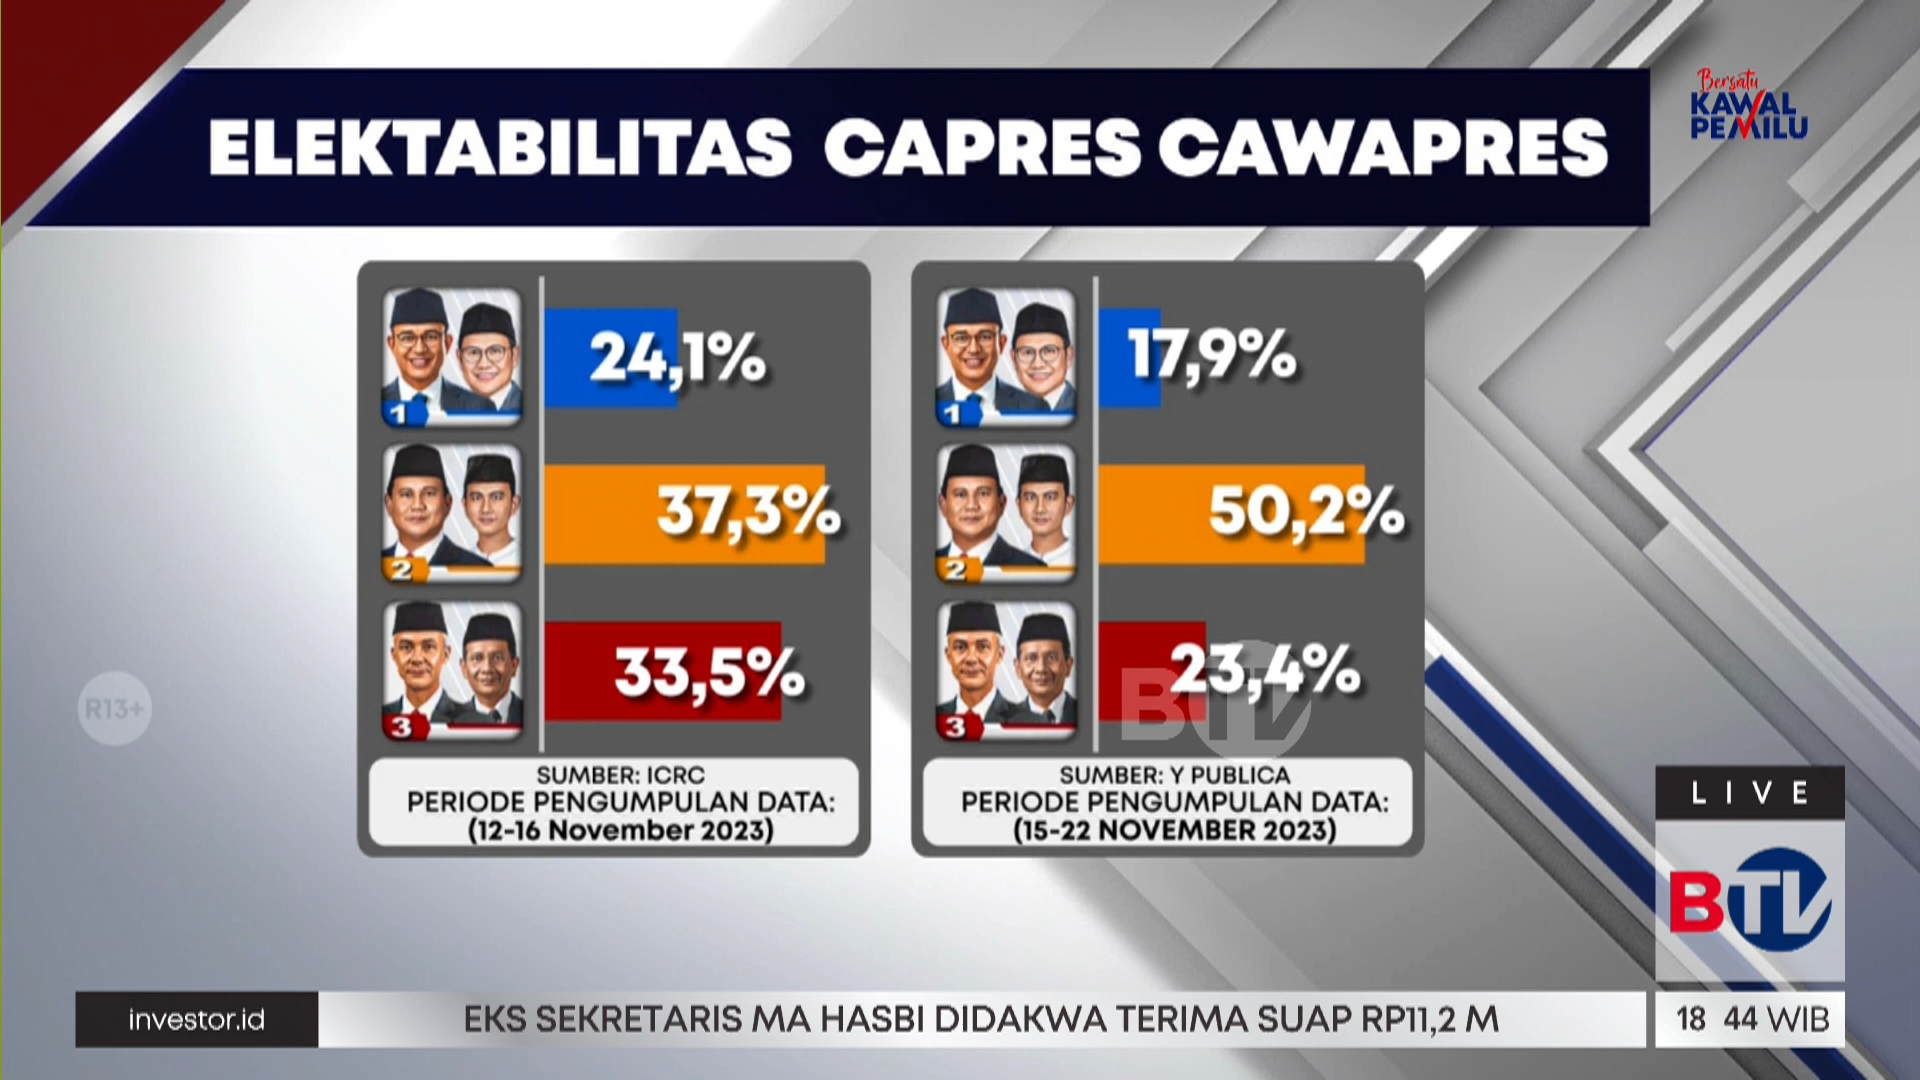 Bersatu
KAWAL
PEMILU
ELEKTABILITAS CAPRES CAWAPRES
1
24,1%
2
37,3%
3
33,5%
SUMBER: ICRC
PERIODE PENGUMPULAN DATA:
(12-16 November 2023)
1
17,9%
2
50,2%
3
23,4%
BTV
SUMBER: Y PUBLICA
PERIODE PENGUMPULAN DATA:
(15-22 NOVEMBER 2023)
R13+
LIVE
BTV
investor.id
EKS SEKRETARIS MA HASBI DIDAKWA TERIMA SUAP RP11,2 M
18 44 WIB